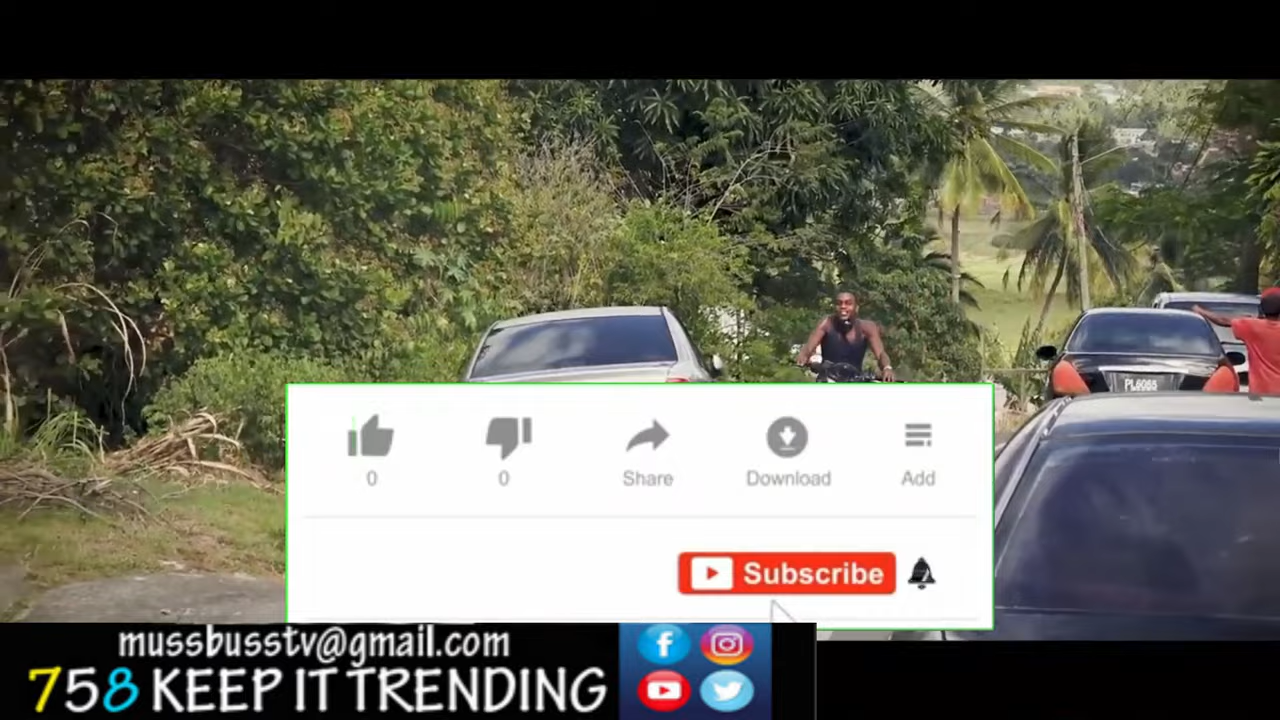 PL6065
0
0
Share
Download
Add
Subscribe
mussbusstv@gmail.com
758 KEEP IT TRENDING